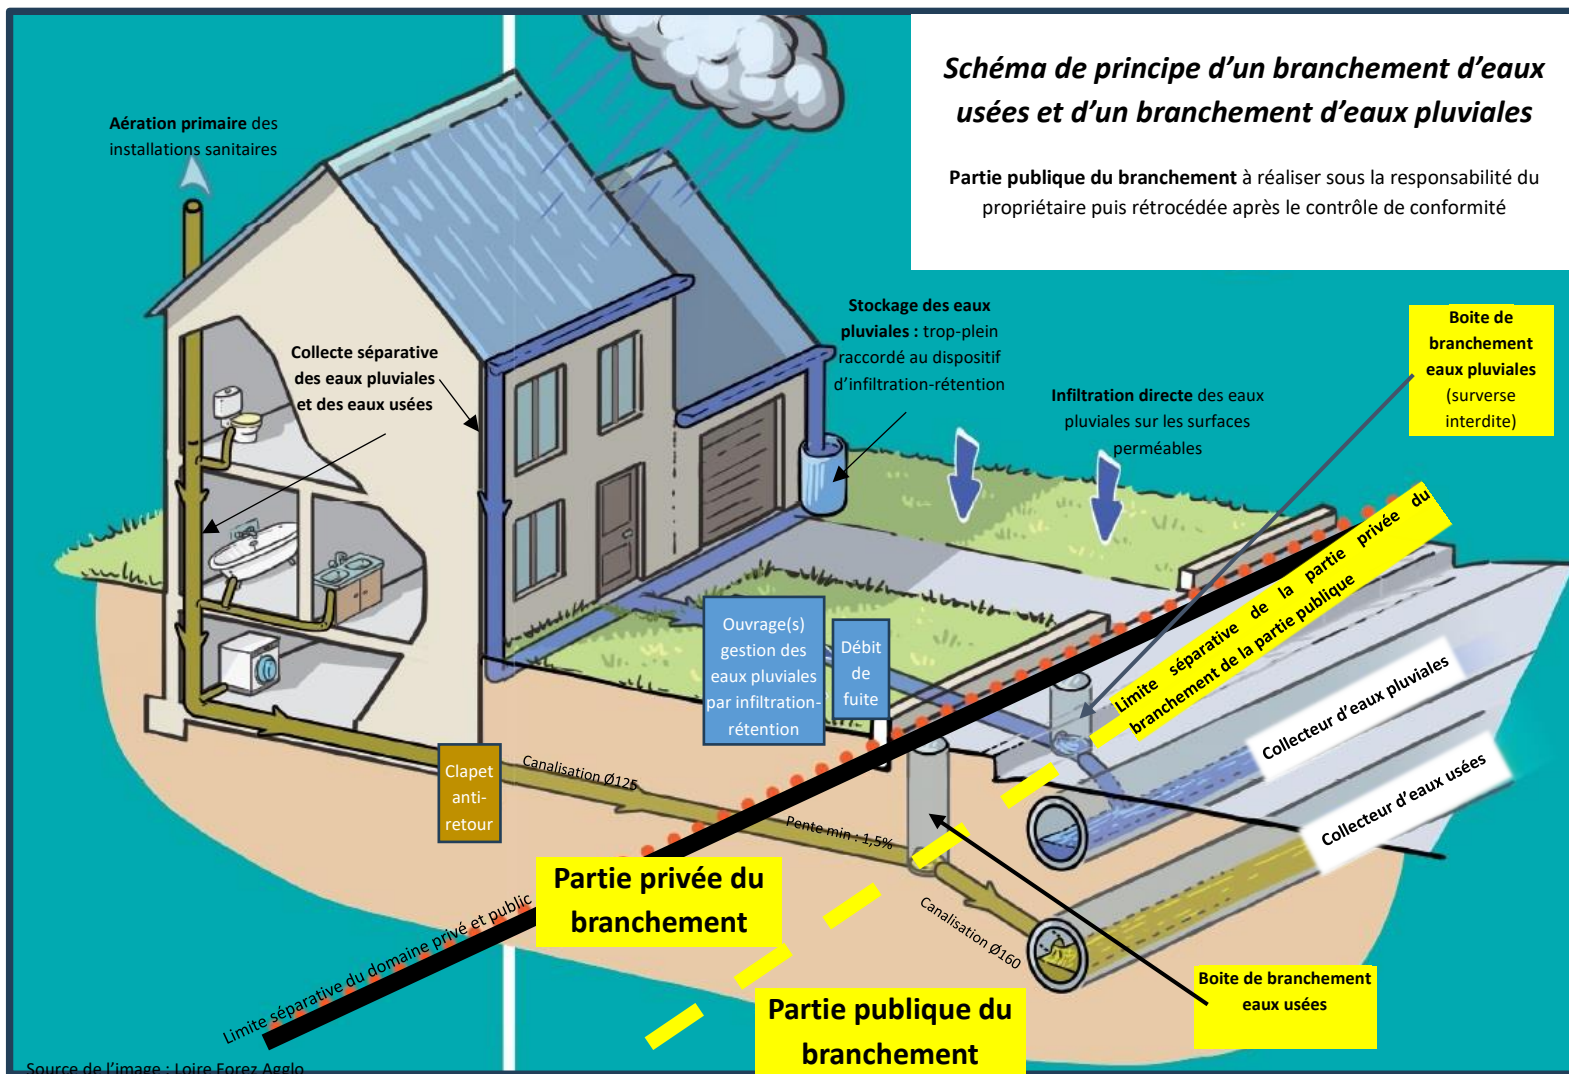 Schéma de principe d’un branchement d’eaux
usées et d’un branchement d’eaux pluviales
Partie publique du branchement à réaliser sous la responsabilité du
propriétaire puis rétrocédée après le contrôle de conformité
Aération primaire des
installations sanitaires
Collecte séparative
des eaux pluviales
et des eaux usées
Stockage des eaux
pluviales : trop-plein
raccordé au dispositif
d’infiltration-rétention
Infiltration directe des eaux
pluviales sur les surfaces
perméables
Boite de
branchement
eaux pluviales
(surverse
interdite)
Limite séparative de la partie privée du
branchement de la partie publique
Ouvrage(s)
gestion des
eaux pluviales
par infiltration-
rétention
Débit
de
fuite
Collecteur d’eaux pluviales
Collecteur d’eaux usées
Clapet
anti-
retour
Canalisation Ø125
Pente min : 1,5%
Canalisation Ø160
Partie privée du
branchement
Limite séparative du domaine privé et public
Partie publique du
branchement
Boite de branchement
eaux usées
Source de l’image : Loire Forez Agglo